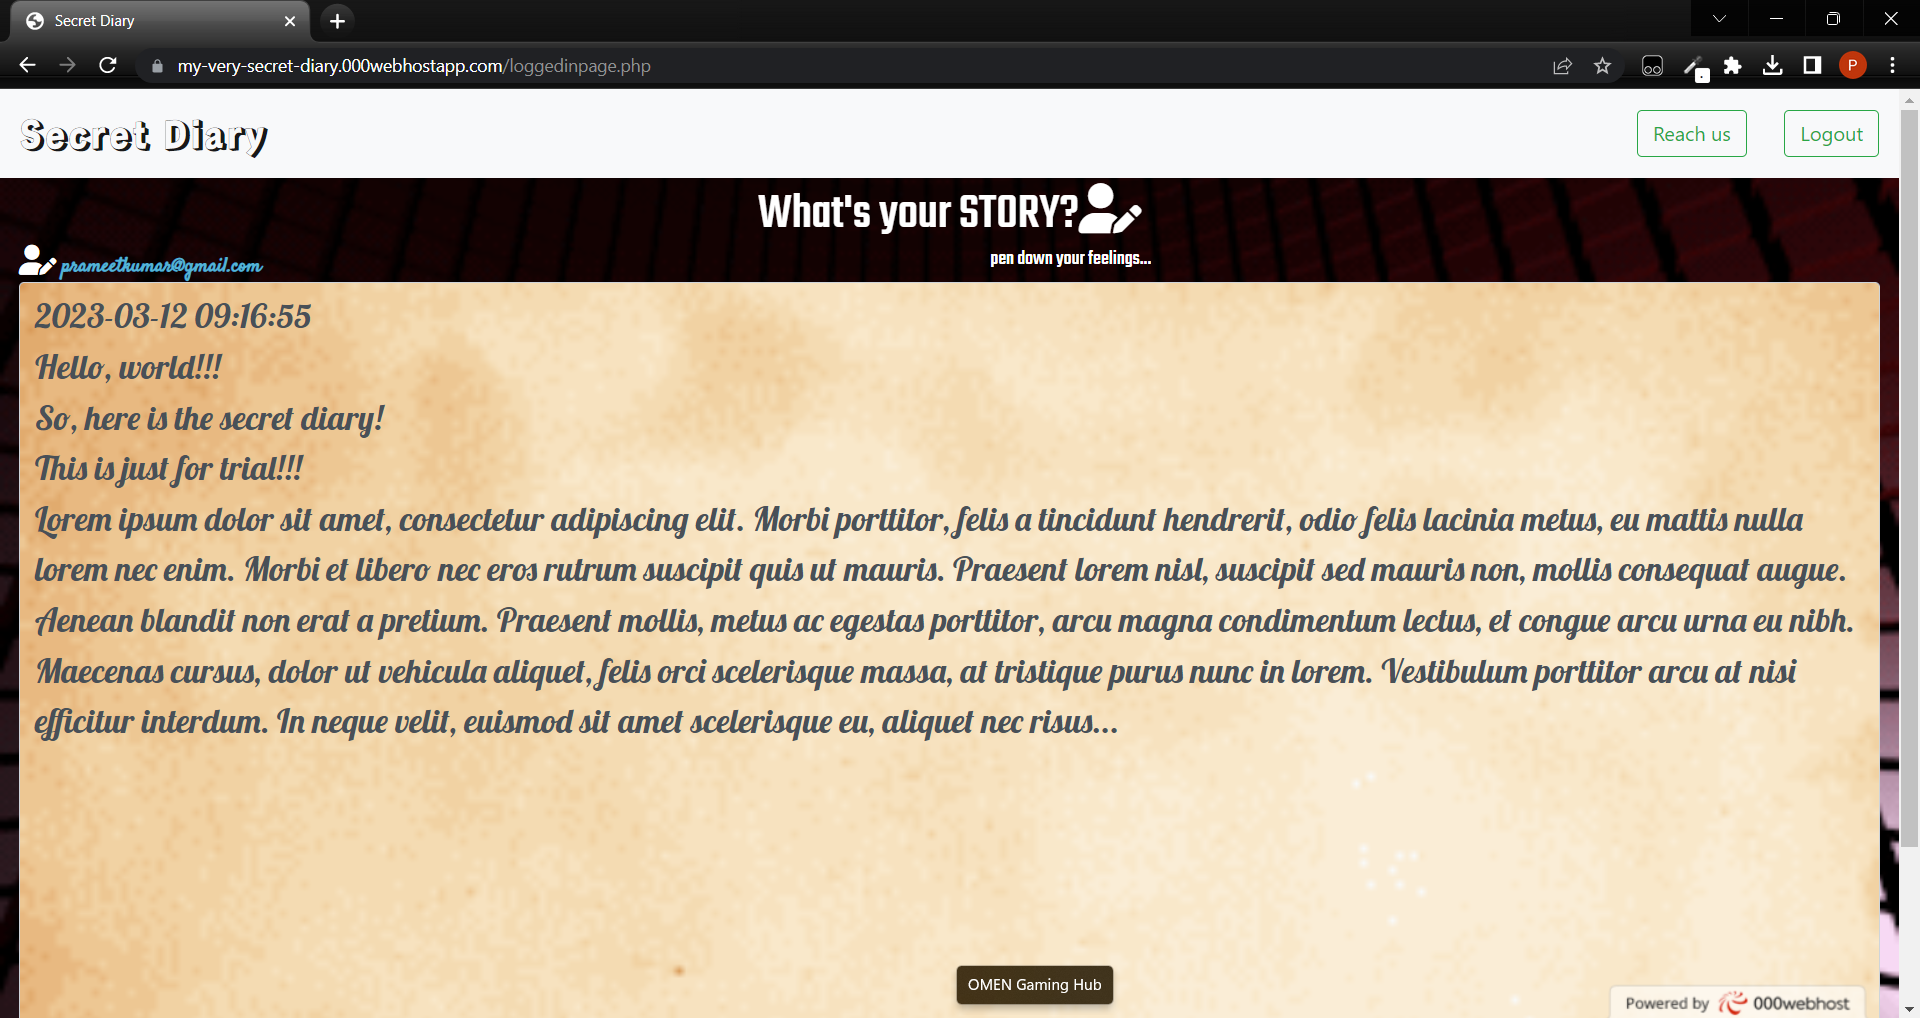 Secret Diary
my-very-secret-diary.000webhostapp.com/loggedinpage.php
P
Secret Diary
Reach us
Logout
What's your STORY?
pen down your feelings...
prameetkumar@gmail.com
2023-03-12 09:16:55
Hello, world!!!
So, here is the secret diary!
This is just for trial!!!
Lorem ipsum dolor sit amet, consectetur adipiscing elit. Morbi porttitor, felis a tincidunt hendrerit, odio felis lacinia metus, eu mattis nulla
lorem nec enim. Morbi et libero nec eros rutrum suscipit quis ut mauris. Praesent lorem nisl, suscipit sed mauris non, mollis consequat augue.
Aenean blandit non erat a pretium. Praesent mollis, metus ac egestas porttitor, arcu magna condimentum lectus, et congue arcu urna eu nibh.
Maecenas cursus, dolor ut vehicula aliquet, felis orci scelerisque massa, at tristique purus nunc in lorem. Vestibulum porttitor arcu at nisi
efficitur interdum. In neque velit, euismod sit amet scelerisque eu, aliquet nec risus...
OMEN Gaming Hub
Powered by 000webhost